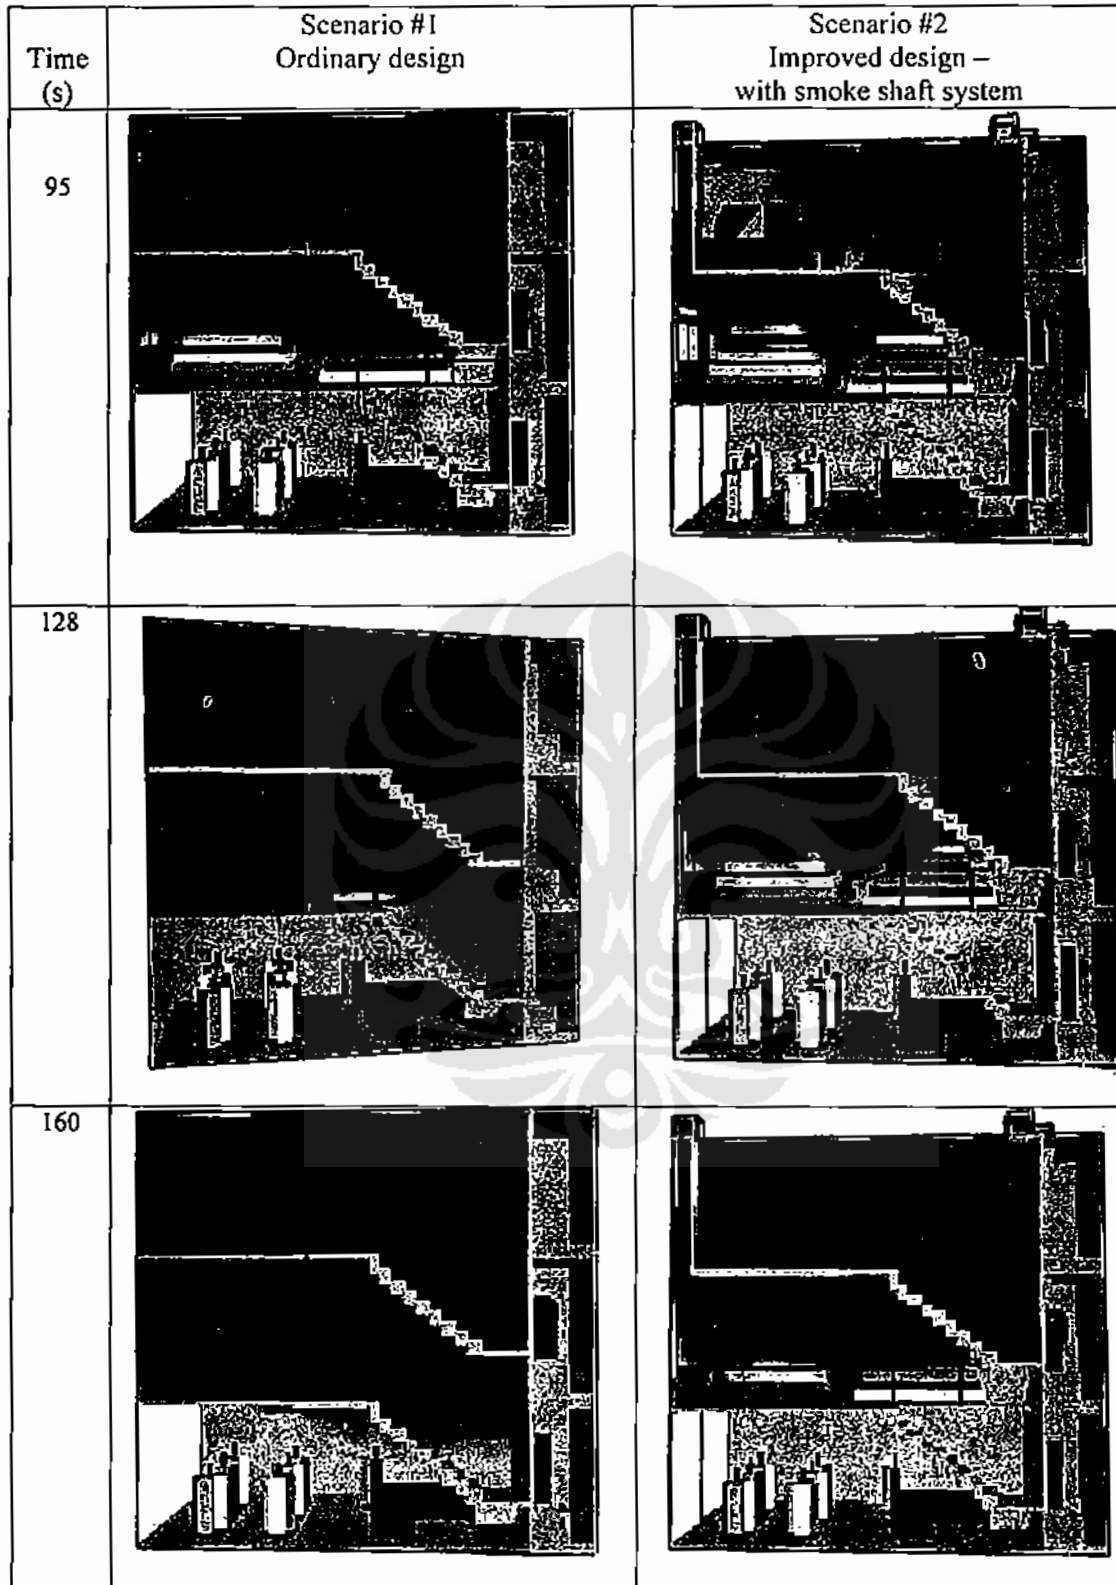 Time
(s)
Scenario #1
Ordinary design
Scenario #2
Improved design –
with smoke shaft system
95
128
160